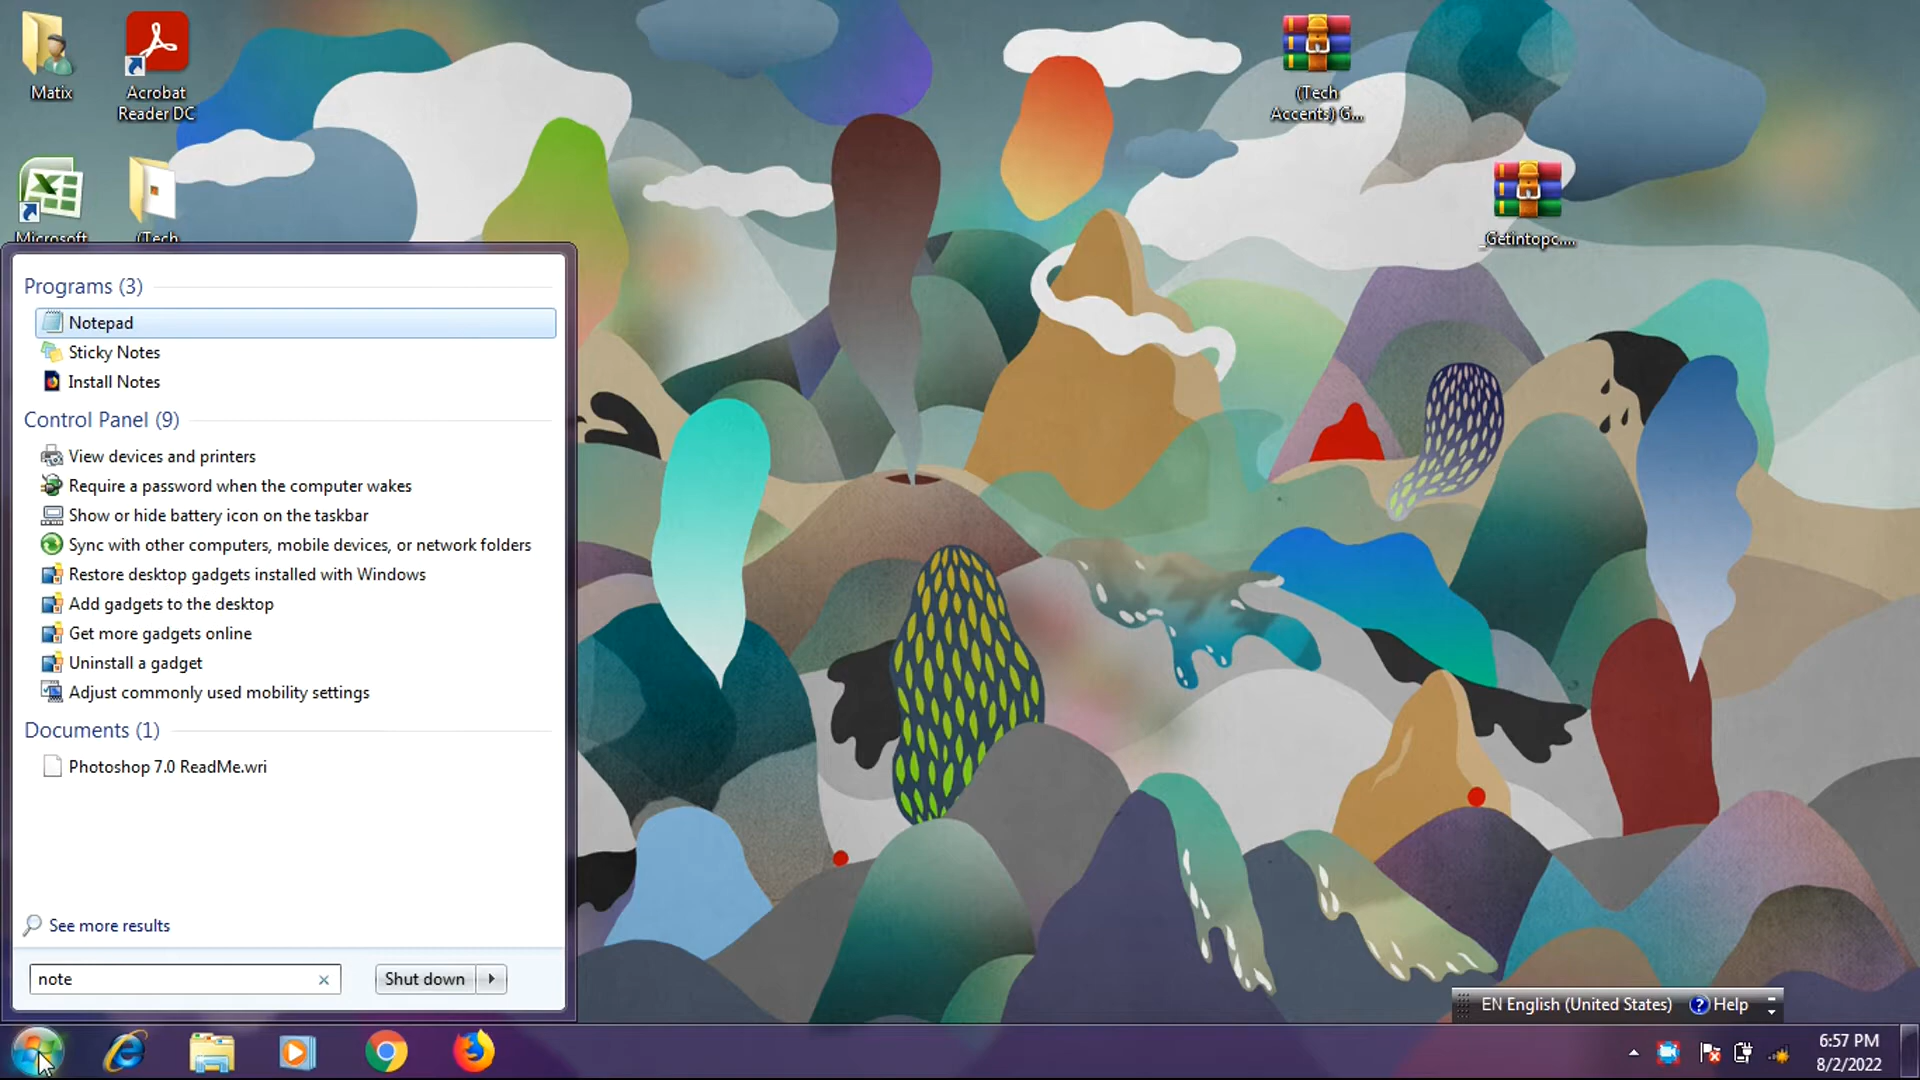 Matix
Acrobat
Reader DC
(Tech
Accents) G...
Microsoft
(Tech
_Getintopc....
Programs (3)
Notepad
Sticky Notes
Install Notes
Control Panel (9)
View devices and printers
Require a password when the computer wakes
Show or hide battery icon on the taskbar
Sync with other computers, mobile devices, or network folders
Restore desktop gadgets installed with Windows
Add gadgets to the desktop
Get more gadgets online
Uninstall a gadget
Adjust commonly used mobility settings
Documents (1)
Photoshop 7.0 ReadMe.wri
See more results
note
Shut down
EN English (United States)
Help
6:57 PM
8/2/2022